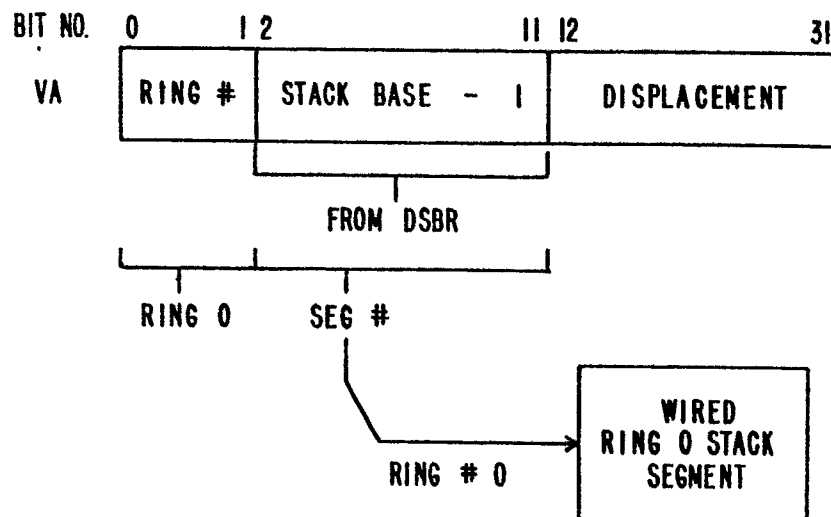 BIT NO. 0 1 2 11 12 31
VA RING # STACK BASE - 1 DISPLACEMENT
FROM DSBR
RING 0 SEG #
WIRED
RING 0 STACK
SEGMENT
RING # 0